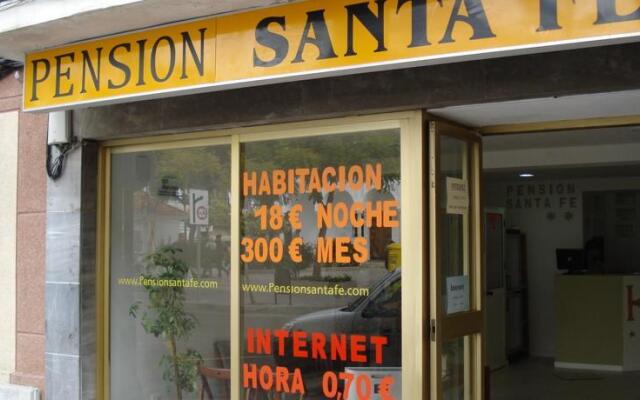 PENSION SANTA FE
HABITACION
18 € NOCHE
300 € MES
www.Pensionsantafe.com
www.Pensionsantafe.com
INTERNET
HORA 0,70 €
PENSION
SANTA FE